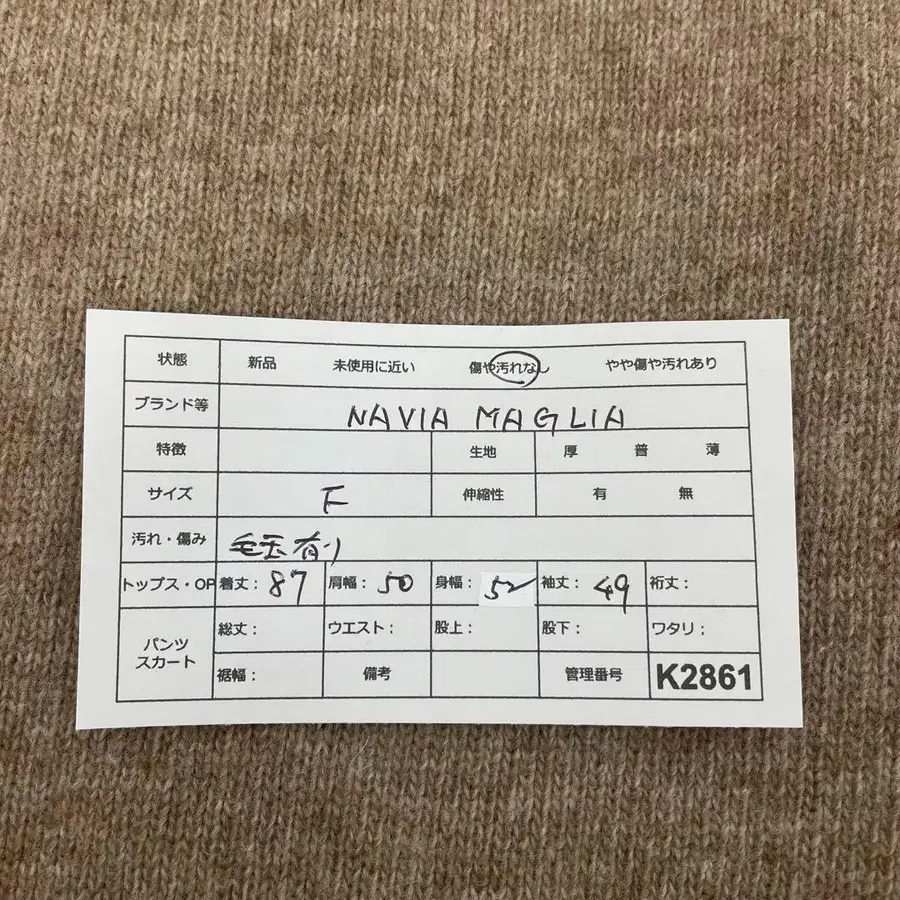 状態 新品 未使用に近い 傷や汚れなし やや傷や汚れあり
ブランド等 NAVIA MAGLIA
特徴 生地 厚 普 薄
サイズ F 伸縮性 有 無
汚れ・傷み 毛玉有り
トップス・OP 着丈：87 肩幅：50 身幅：52 袖丈：49 裄丈：
パンツ スカート 総丈： ウエスト： 股上： 股下： ワタリ：
裾幅： 備考 管理番号 K2861